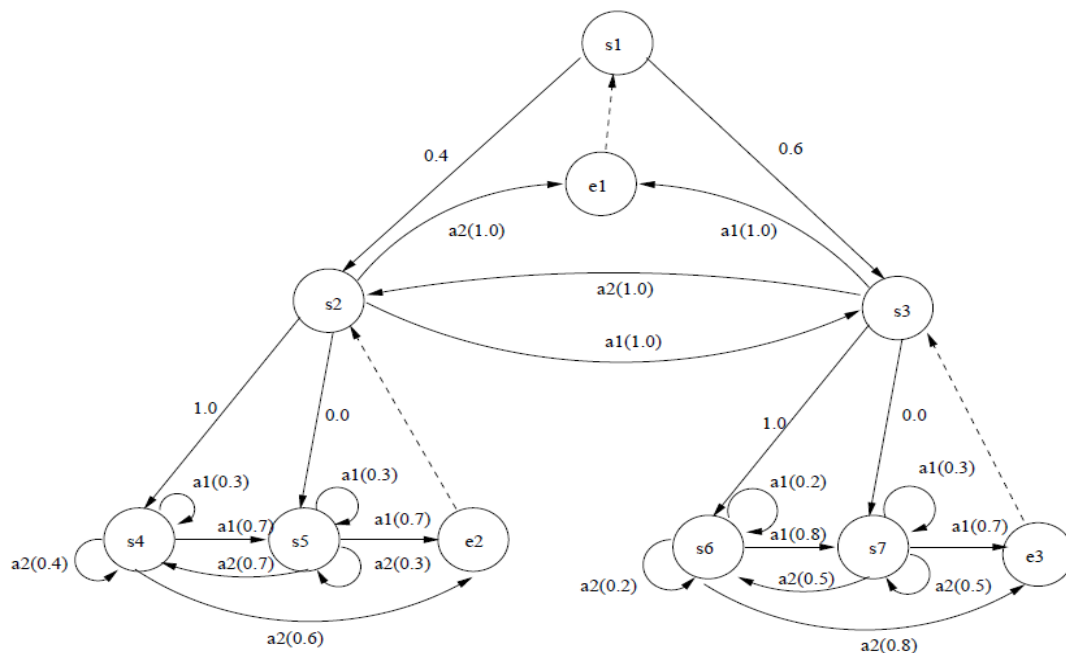 s1
0.4
0.6
e1
a2(1.0)
a1(1.0)
s2
a2(1.0)
s3
a1(1.0)
1.0
0.0
1.0
0.0
a1(0.3)
a1(0.3)
a1(0.2)
a1(0.3)
s4
a1(0.7)
s5
a1(0.7)
e2
s6
a1(0.8)
s7
a1(0.7)
e3
a2(0.4)
a2(0.7)
a2(0.3)
a2(0.2)
a2(0.5)
a2(0.5)
a2(0.6)
a2(0.8)